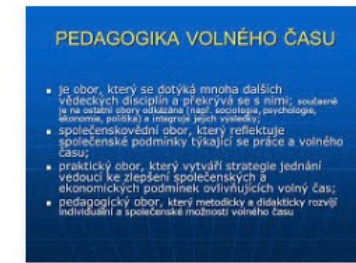 PEDAGOGIKA VOLNÉHO ČASU
je obor, který se dotýká mnoha dalších
vědeckých disciplin a překrývá se s nimi; současně
je na ostatní obory odkázána (např. sociologie, psychologie,
ekonomie, politika) a integruje jejich výsledky;
společenskovědní obor, který reflektuje
společenské podmínky týkající se práce a volného
času;
praktický obor, který vytváří strategie jednání
vedoucí ke zlepšení společenských a
ekonomických podmínek ovlivňujících volný čas;
pedagogický obor, který metodicky a didakticky rozvíjí
individuální a společenské možnosti volného času